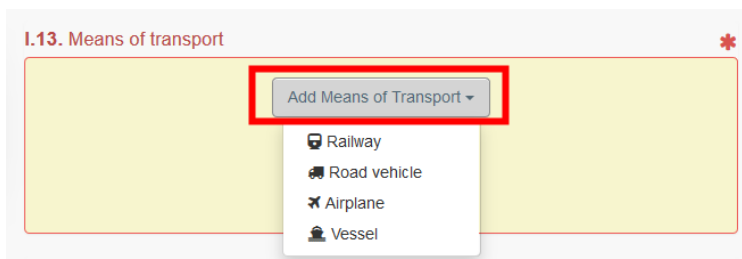 I.13. Means of transport *
Add Means of Transport
Railway
Road vehicle
Airplane
Vessel